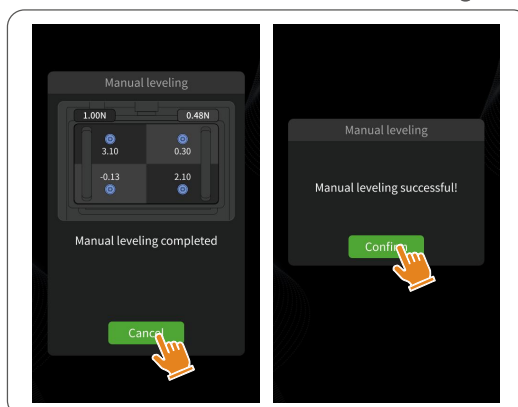 Manual leveling
1.00N 0.48N
3.10 0.30
-0.13 2.10
Manual leveling completed
Cancel
Manual leveling
Manual leveling successful!
Confirm